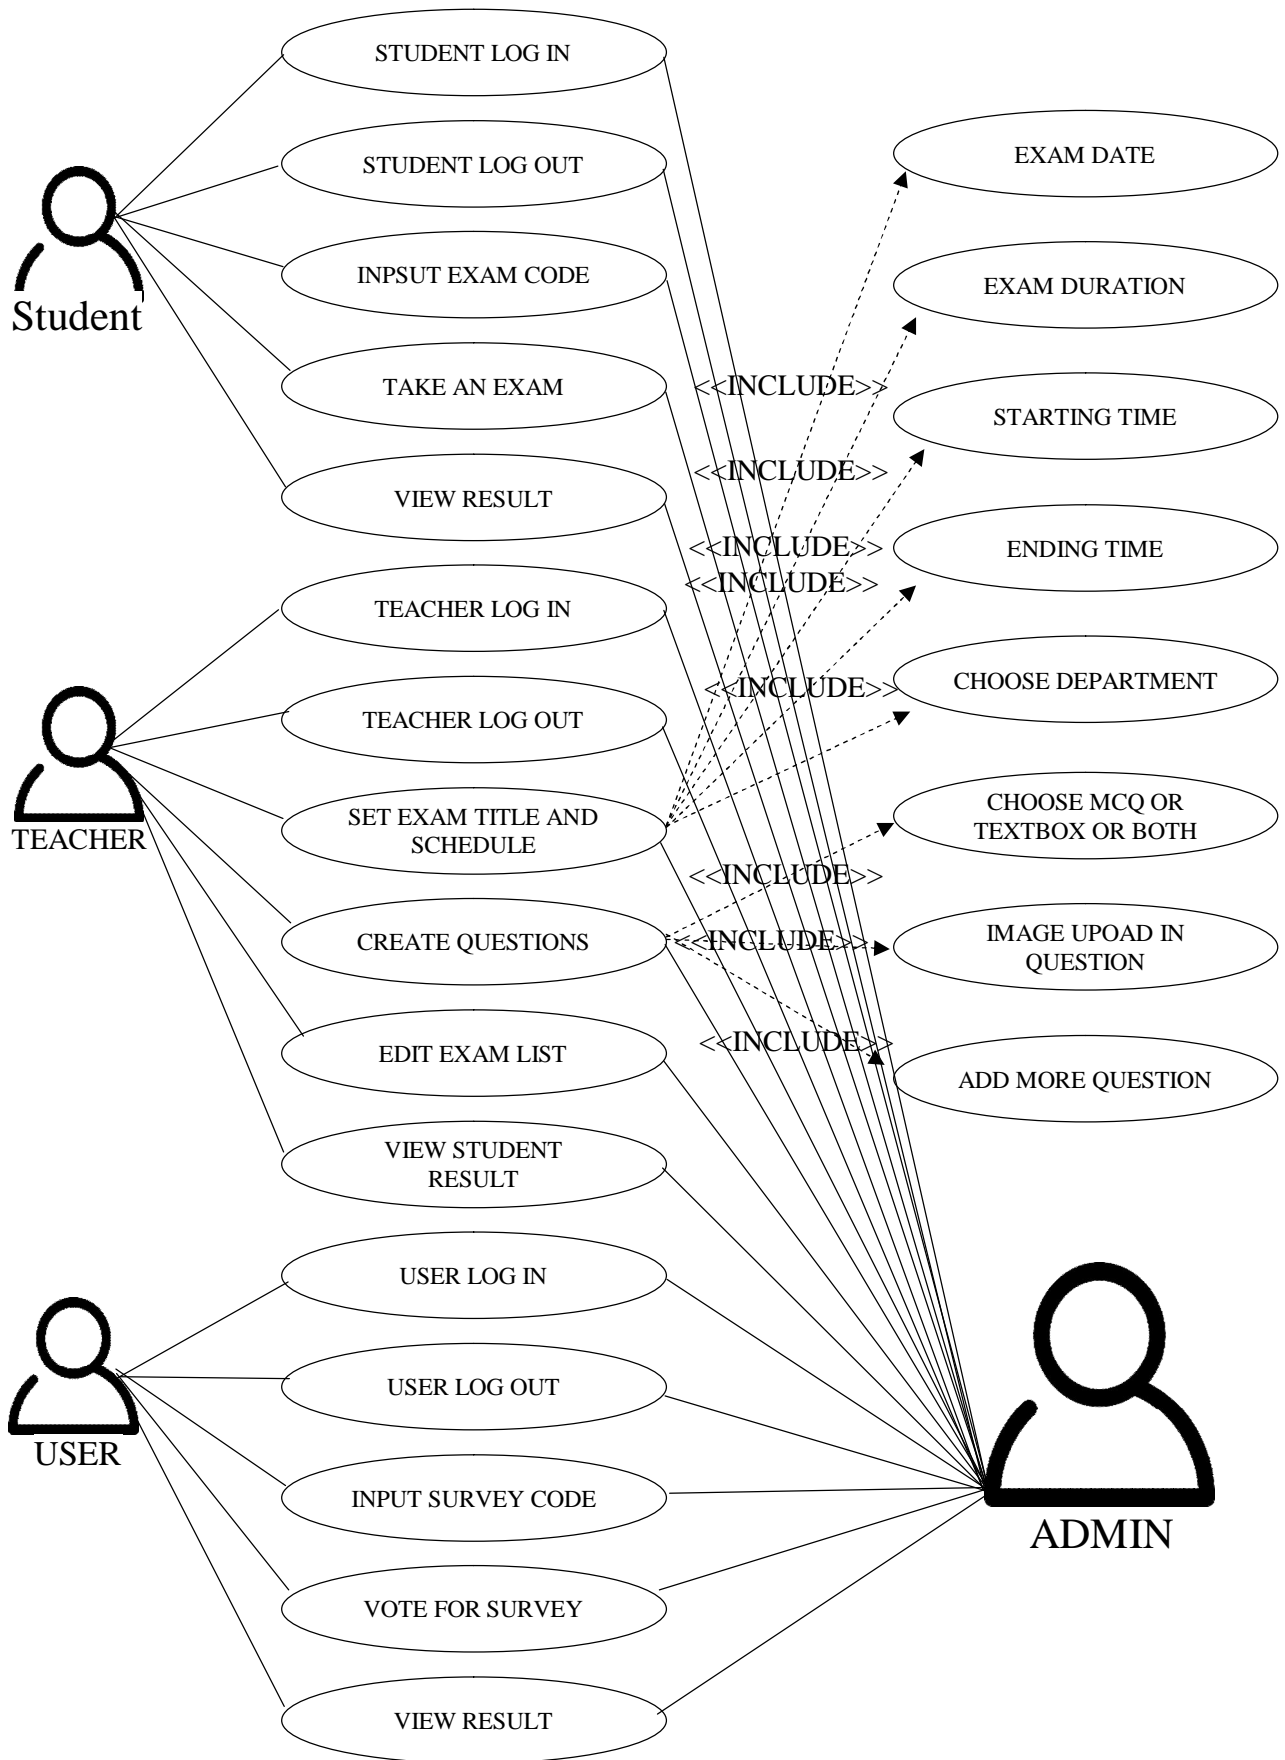 STUDENT LOG IN
STUDENT LOG OUT
INPSUT EXAM CODE
TAKE AN EXAM
VIEW RESULT
Student
TEACHER LOG IN
TEACHER LOG OUT
SET EXAM TITLE AND
SCHEDULE
CREATE QUESTIONS
EDIT EXAM LIST
VIEW STUDENT
RESULT
TEACHER
USER LOG IN
USER LOG OUT
INPUT SURVEY CODE
VOTE FOR SURVEY
VIEW RESULT
USER
<<INCLUDE>>
<<INCLUDE>>
<<INCLUDE>>
<<INCLUDE>>
<<INCLUDE>>
<<INCLUDE>>
<<INCLUDE>>
<<INCLUDE>>
EXAM DATE
EXAM DURATION
STARTING TIME
ENDING TIME
CHOOSE DEPARTMENT
CHOOSE MCQ OR
TEXTBOX OR BOTH
IMAGE UPOAD IN
QUESTION
ADD MORE QUESTION
ADMIN